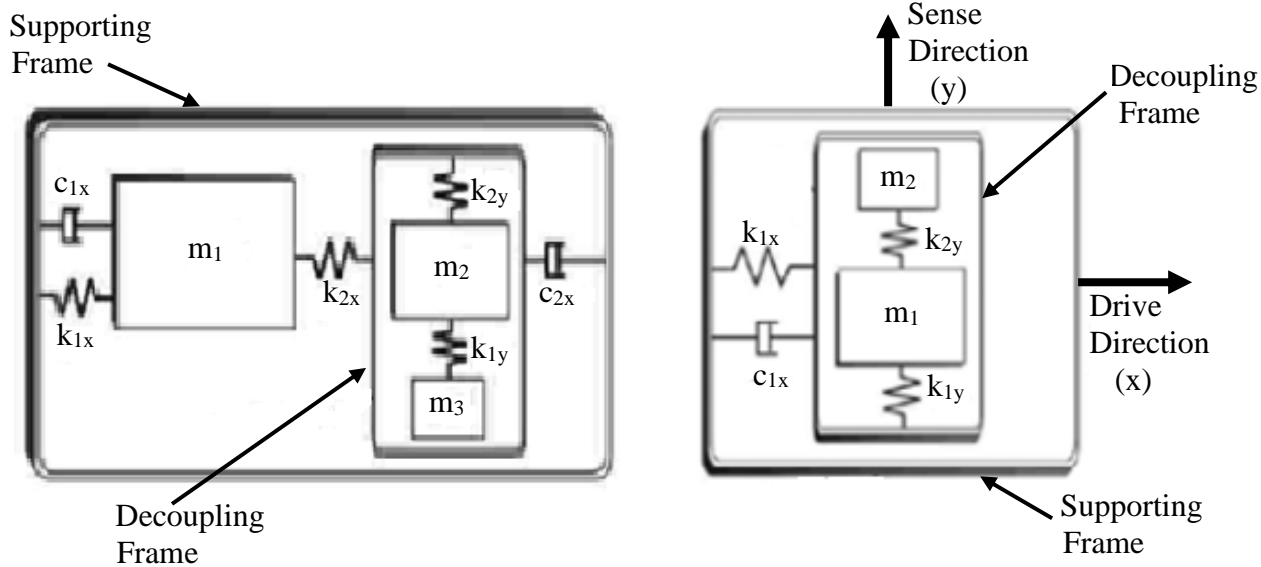 Supporting
Frame
c1x
m1
k1x
k2x
k2y
m2
k1y
m3
c2x
Decoupling
Frame
Sense
Direction
(y)
Decoupling
Frame
m2
k1x
k2y
m1
c1x
k1y
Drive
Direction
(x)
Supporting
Frame